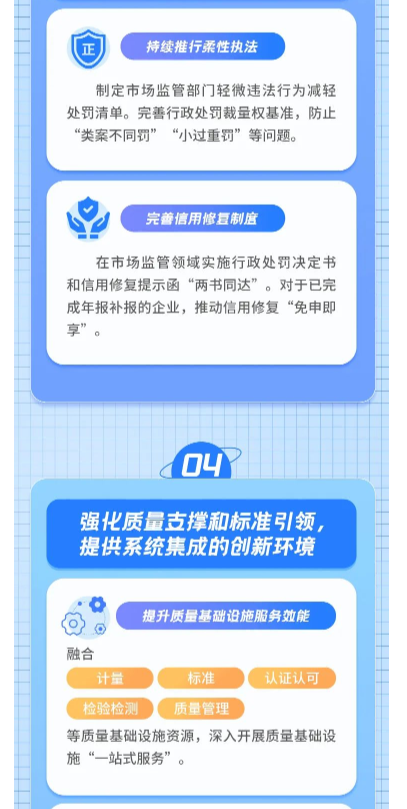 正
持续推行柔性执法
制定市场监管部门轻微违法行为减轻
处罚清单。完善行政处罚裁量权基准，防止
“类案不同罚”“小过重罚”等问题。
完善信用修复制度
在市场监管领域实施行政处罚决定书
和信用修复提示函“两书同达”。对于已完
成年报补报的企业，推动信用修复“免申即
享”。
04
强化质量支撑和标准引领，
提供系统集成的创新环境
提升质量基础设施服务效能
融合
计量 标准 认证认可
检验检测 质量管理
等质量基础设施资源，深入开展质量基础设
施“一站式服务”。